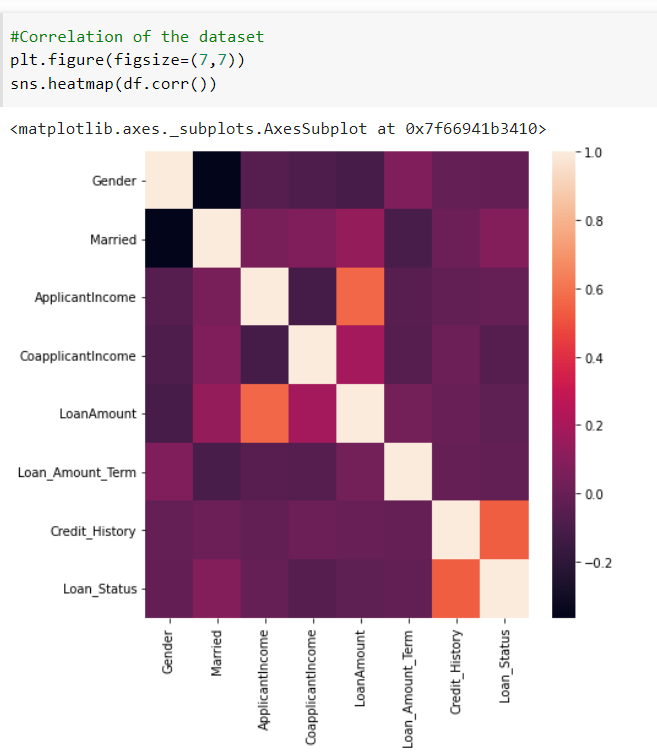 #Correlation of the dataset
plt.figure(figsize=(7,7))
sns.heatmap(df.corr())
<matplotlib.axes._subplots.AxesSubplot at 0x7f66941b3410>
Gender
Married
ApplicantIncome
CoapplicantIncome
LoanAmount
Loan_Amount_Term
Credit_History
Loan_Status
Gender
Married
ApplicantIncome
CoapplicantIncome
LoanAmount
Loan_Amount_Term
Credit_History
Loan_Status
1.0
0.8
0.6
0.4
0.2
0.0
−0.2